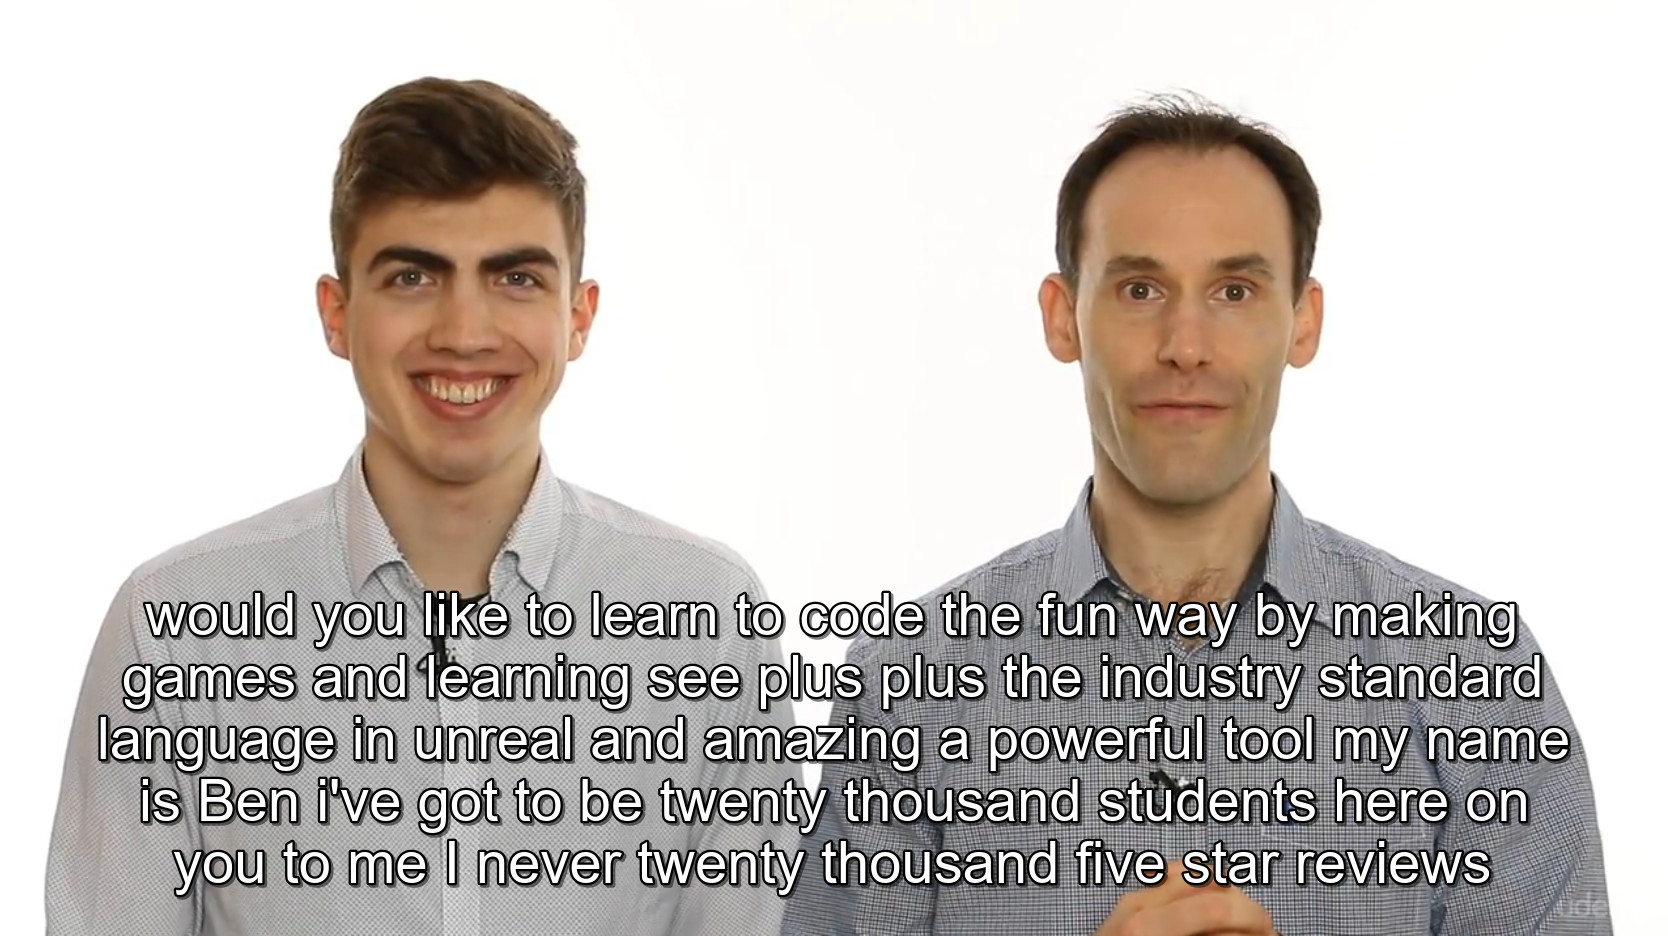 would you like to learn to code the fun way by making
games and learning see plus plus the industry standard
language in unreal and amazing a powerful tool my name
is Ben i've got to be twenty thousand students here on
you to me I never twenty thousand five star reviews